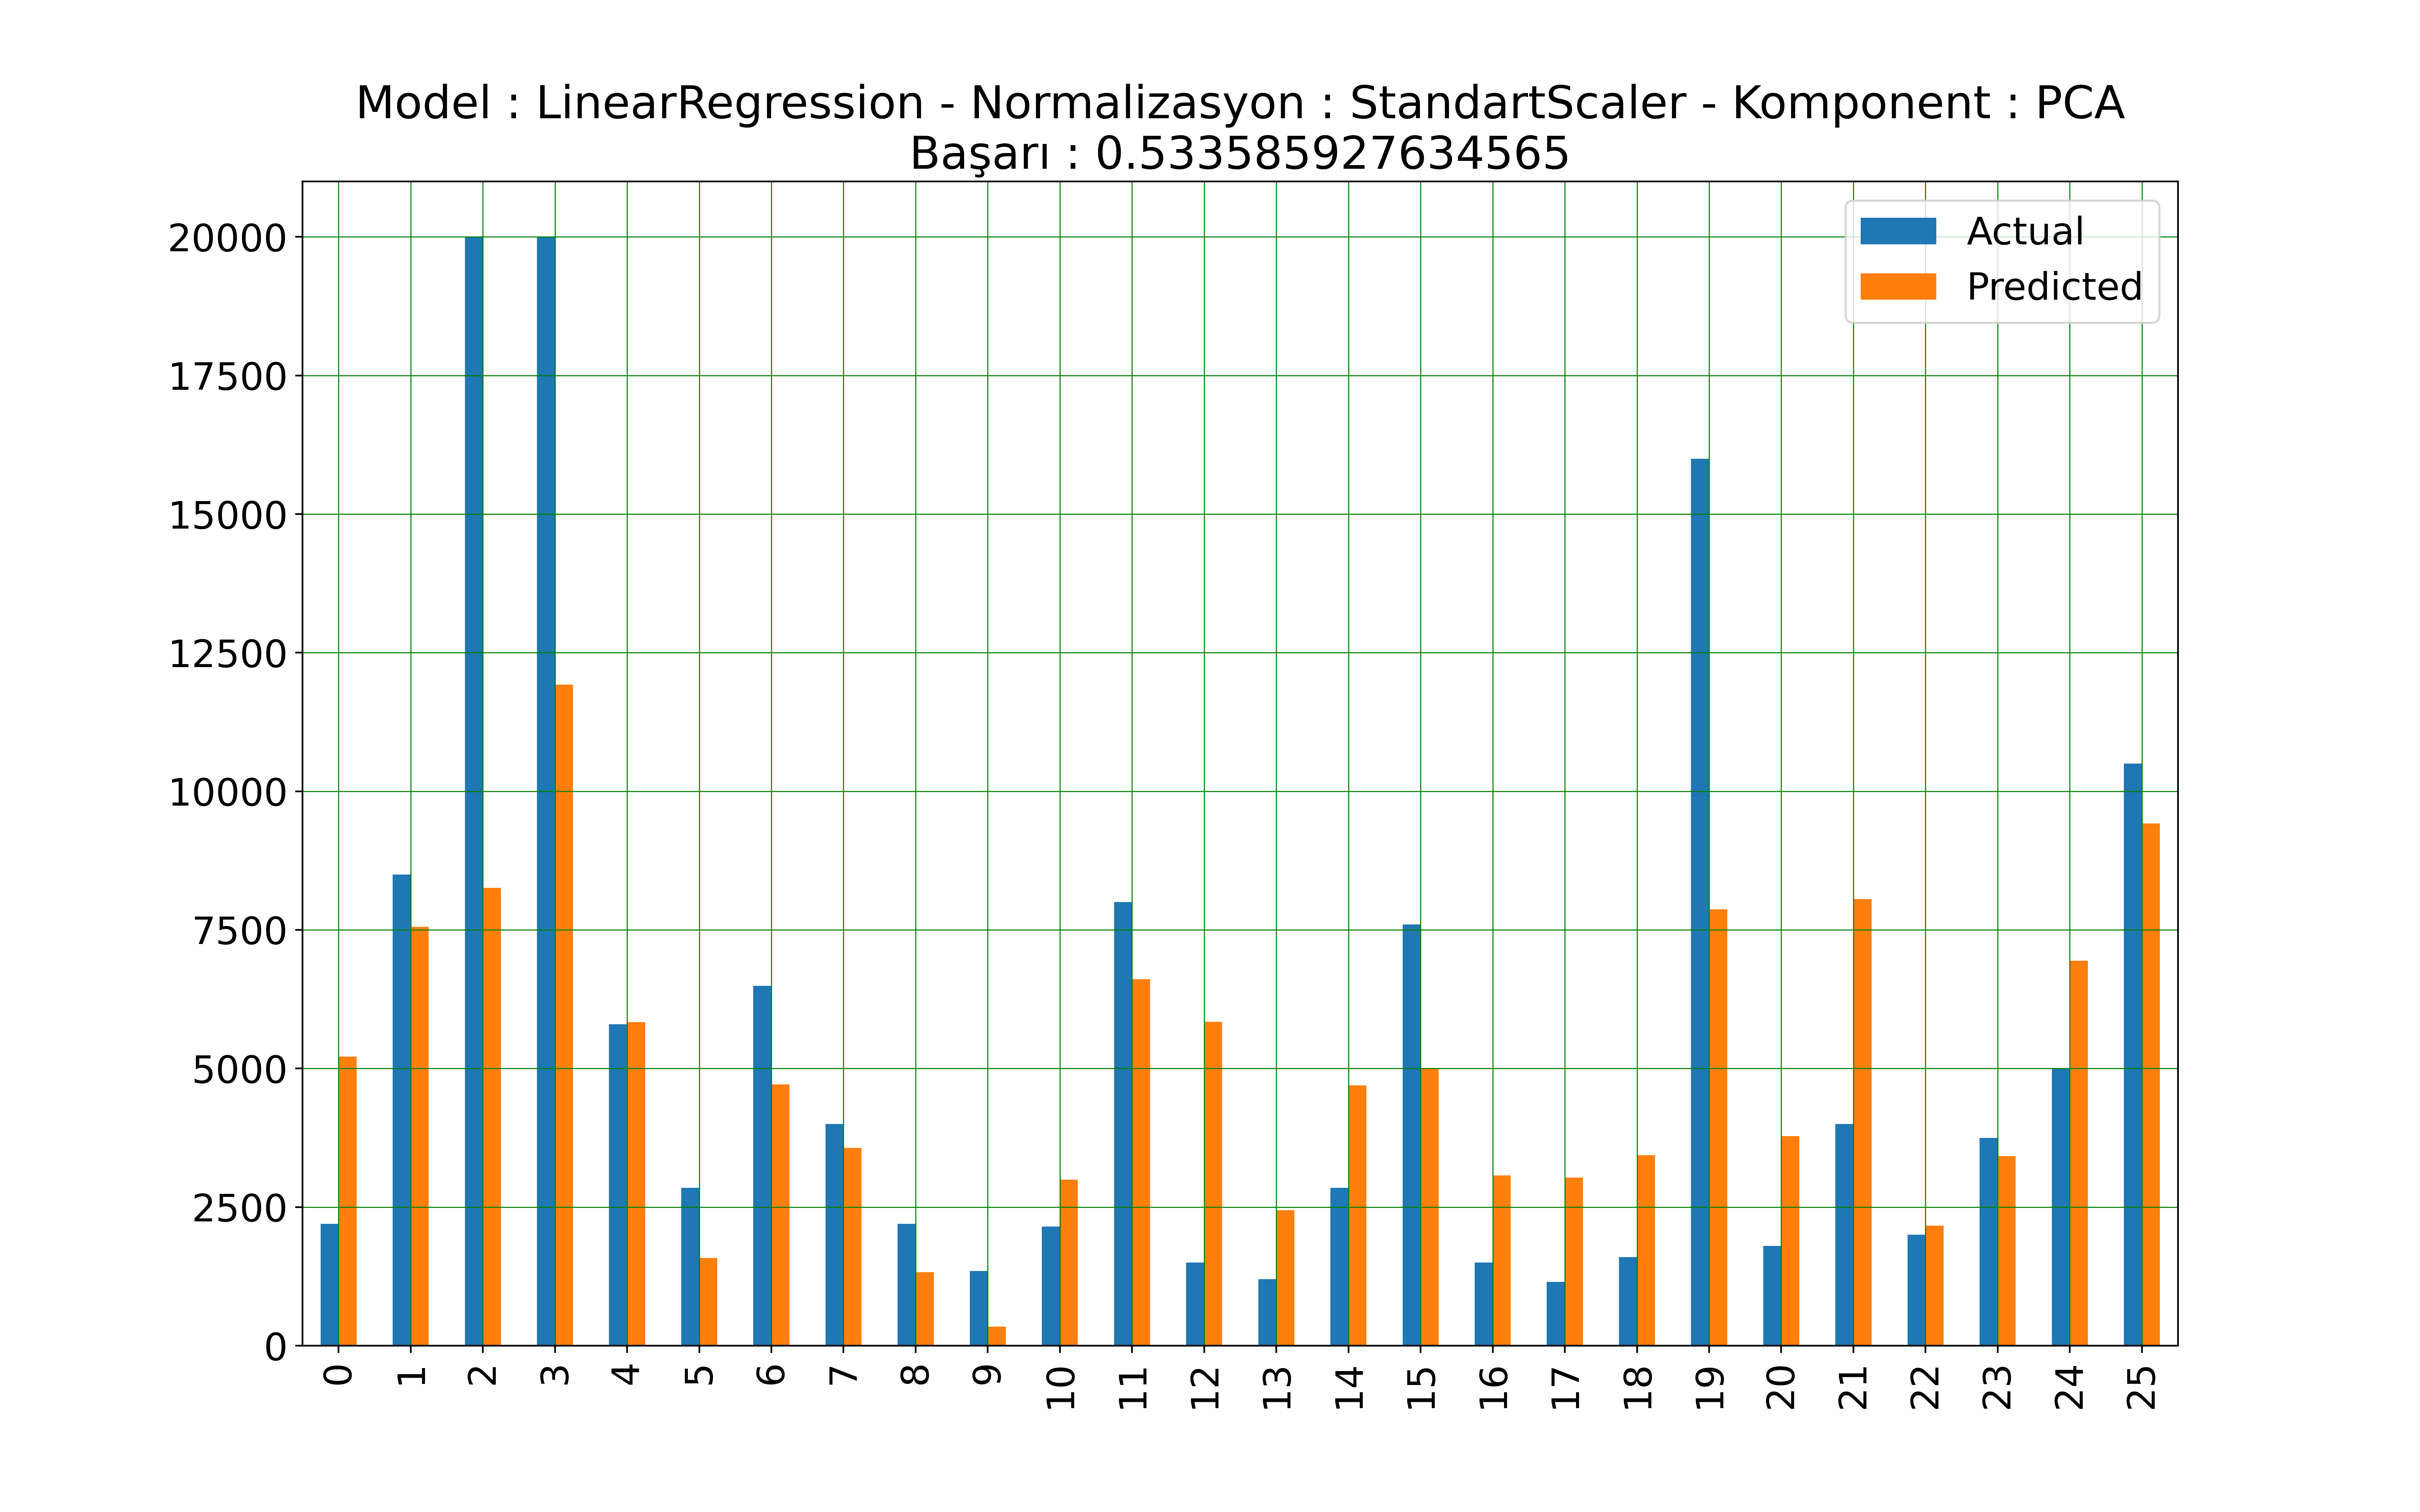 Model : LinearRegression - Normalizasyon : StandartScaler - Komponent : PCA
Başarı : 0.533585927634565
Actual
Predicted
20000
17500
15000
12500
10000
7500
5000
2500
0
0 1 2 3 4 5 6 7 8 9 10 11 12 13 14 15 16 17 18 19 20 21 22 23 24 25